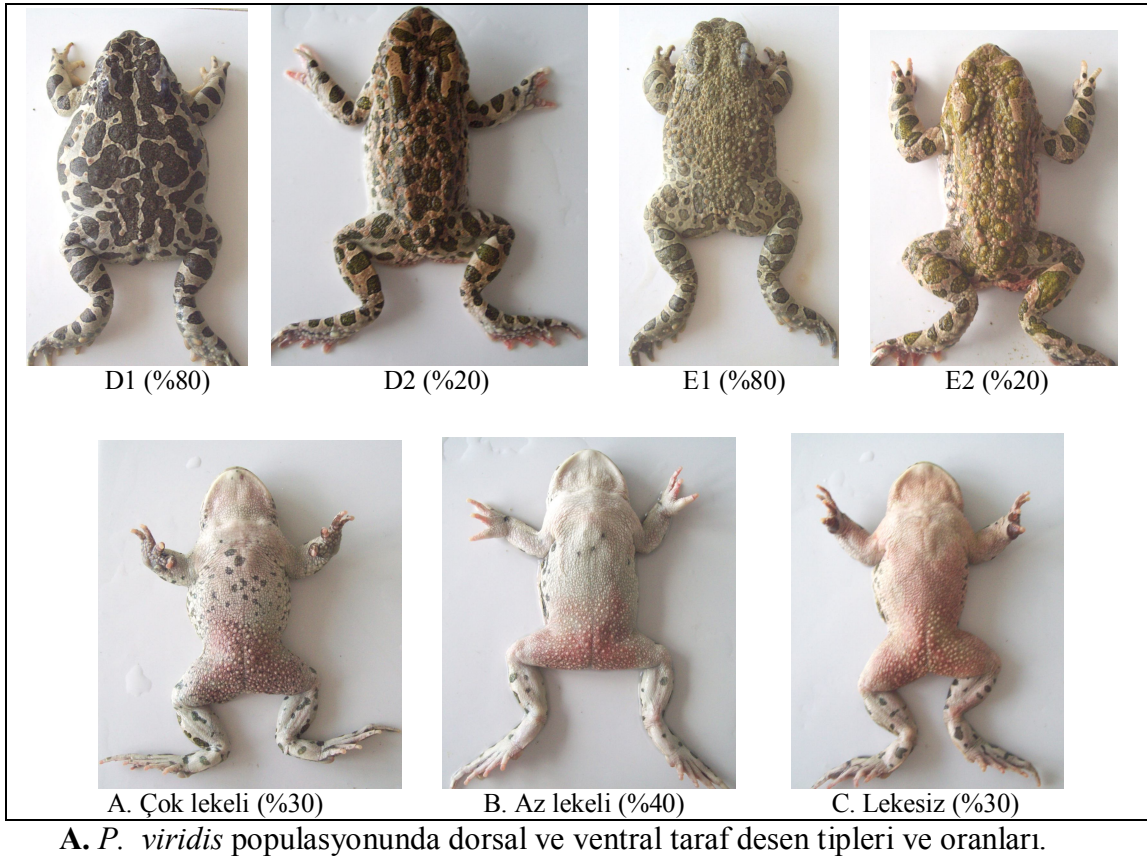 D1 (%80)
D2 (%20)
E1 (%80)
E2 (%20)
A. Çok lekeli (%30)
B. Az lekeli (%40)
C. Lekesiz (%30)
A. P. viridis populasyonunda dorsal ve ventral taraf desen tipleri ve oranları.